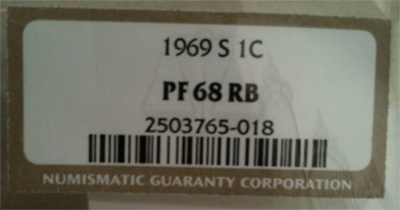 1969 S 1C
PF 68 RB
2503765-018
NUMISMATIC GUARANTY CORPORATION